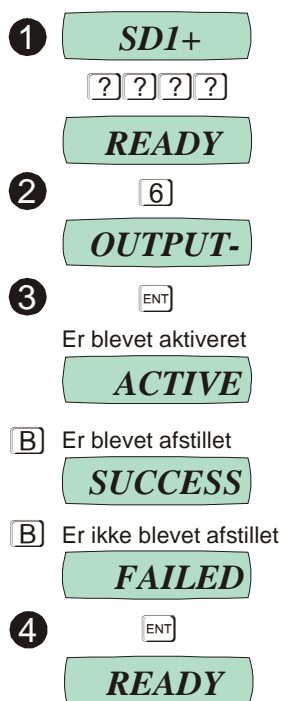 1 SD1+
? ? ? ?
READY
2 6
OUTPUT-
3 ENT
Er blevet aktiveret
ACTIVE
B Er blevet afstillet
SUCCESS
B Er ikke blevet afstillet
FAILED
4 ENT
READY